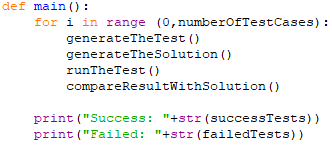 def main():
    for i in range (0,numberOfTestCases):
        generateTheTest()
        generateTheSolution()
        runTheTest()
        compareResultWithSolution()

    print("Success: "+str(successTests))
    print("Failed: "+str(failedTests))